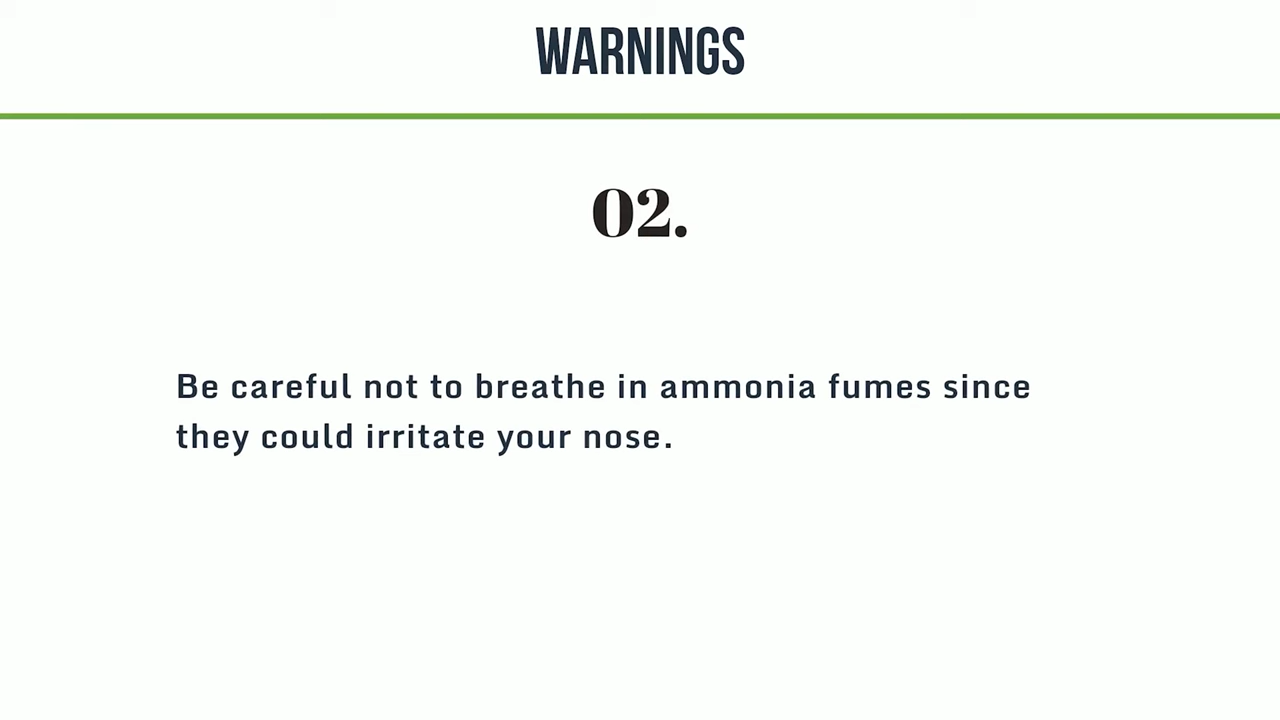 WARNINGS
02.
Be careful not to breathe in ammonia fumes since
they could irritate your nose.